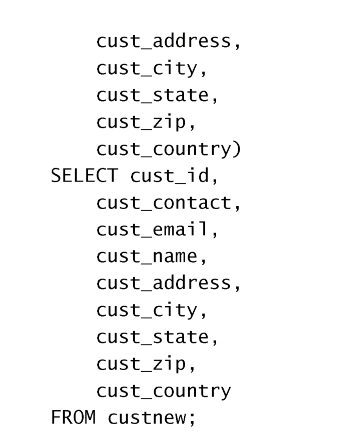 cust_address,
cust_city,
cust_state,
cust_zip,
cust_country)
SELECT cust_id,
cust_contact,
cust_email,
cust_name,
cust_address,
cust_city,
cust_state,
cust_zip,
cust_country
FROM custnew;